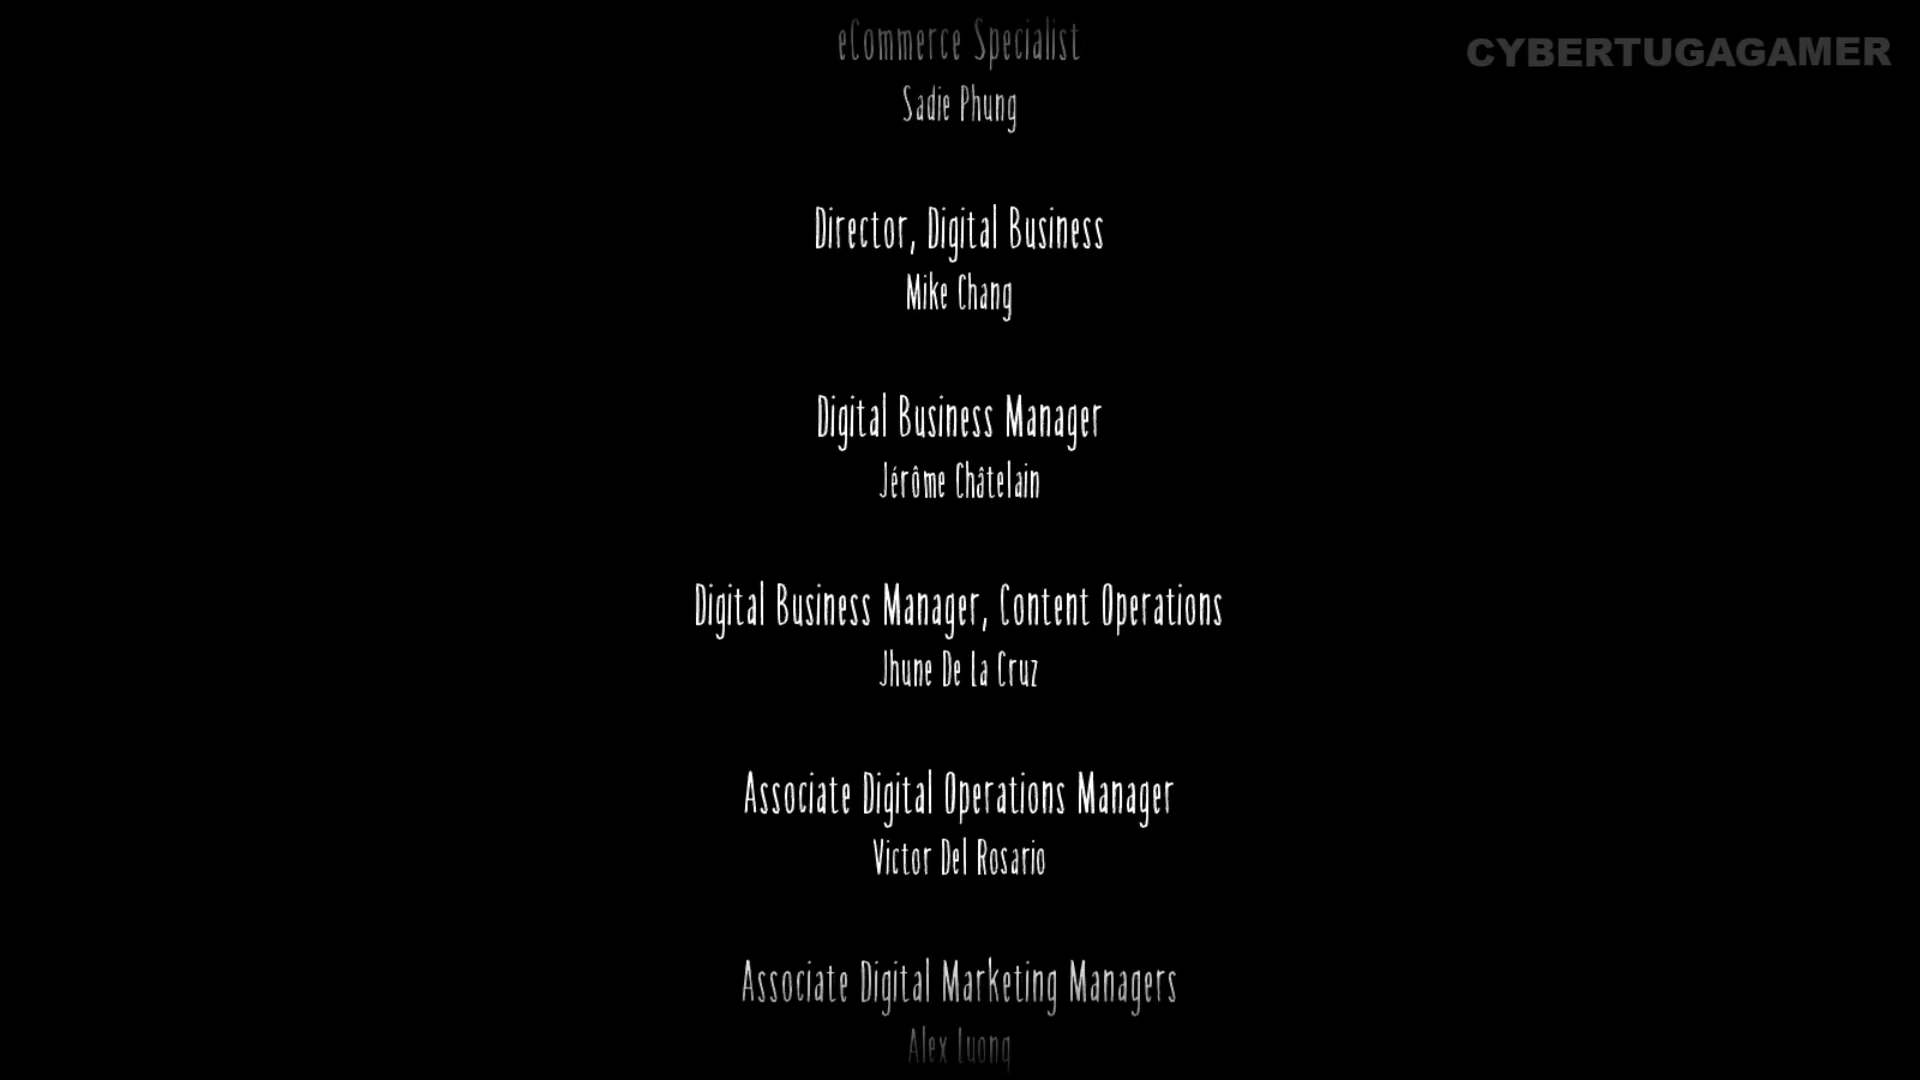 eCommerce Specialist
CYBERTUGAGAMER
Sadie Phung
Director, Digital Business
Mike Chang
Digital Business Manager
Jérôme Châtelain
Digital Business Manager, Content Operations
Jhune De La Cruz
Associate Digital Operations Manager
Victor Del Rosario
Associate Digital Marketing Managers
Alex Luong